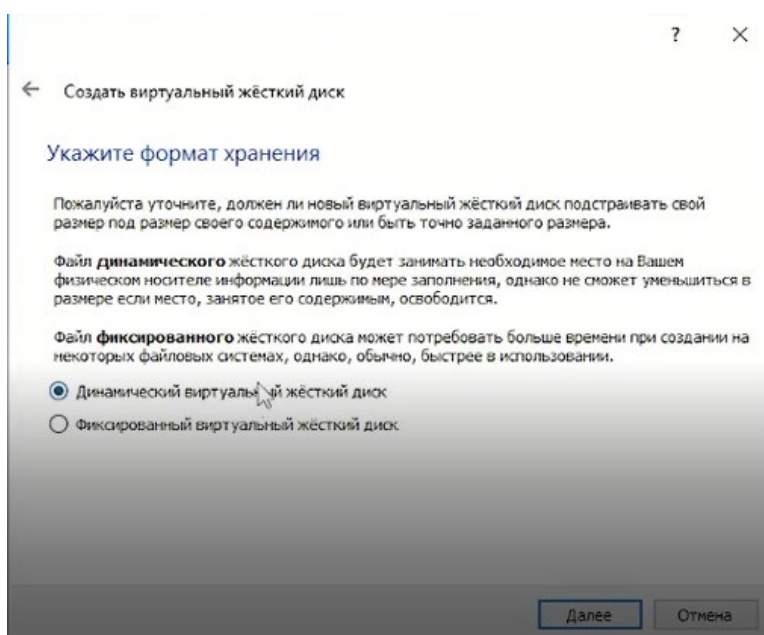 ?
Создать виртуальный жёсткий диск
Укажите формат хранения
Пожалуйста уточните, должен ли новый виртуальный жёсткий диск подстраивать свой
размер под размер своего содержимого или быть точно заданного размера.
Файл динамического жёсткого диска будет занимать необходимое место на Вашем
физическом носителе информации лишь по мере заполнения, однако не сможет уменьшиться в
размере если место, занятое его содержимым, освободится.
Файл фиксированного жёсткого диска может потребовать больше времени при создании на
некоторых файловых системах, однако, обычно, быстрее в использовании.
Динамический виртуальный жёсткий диск
Фиксированный виртуальный жёсткий диск
Далее Отмена